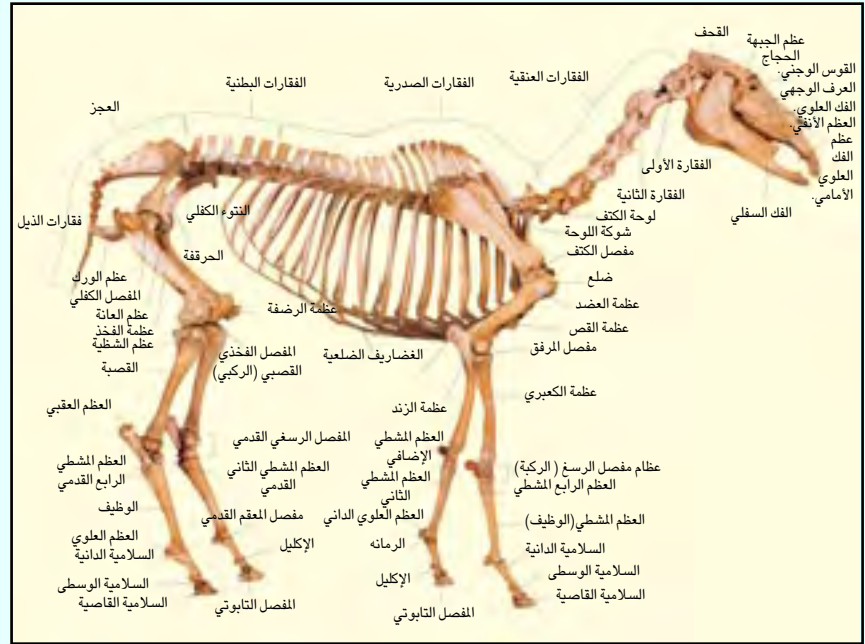 القحف
عظم الجبهة
الحجاج
القوس الوجني.
العرف الوجهي
الفك العلوي.
العظم الأنفي.
عظم
الفك
العلوي
الأمامي.
الفك السفلي
الفقارات العنقية
الفقارات الصدرية
الفقارات البطنية
العجز
الفقارة الأولى
الفقارة الثانية
لوحة الكتف
شوكة اللوحة
مفصل الكتف
ضلع
عظمة العضد
عظمة القص
مفصل المرفق
عظمة الكعبري
النتوء الكفلي
فقارات الذيل
الحرقفة
عظم الورك
المفصل الكفلي
عظم العانة
عظمة الفخذ
عظم الشظية
القصبة
عظمة الرضفة
الغضاريف الضلعية
المفصل الفخذي
القصبي (الركبي)
عظمة الزند
العظم العقبي
المفصل الرسغي القدمي
العظم المشطي
الإضافي
عظام مفصل الرسغ (الركبة)
العظم الرابع المشطي
العظم المشطي
الرابع القدمي
العظم المشطي الثاني
القدمي
العظم المشطي
الثاني
الوظيف
مفصل المعقم القدمي
العظم العلوي الداني
العظم المشطي(الوظيف)
العظم العلوي
السلامية الدانية
الإكليل
الرمانه
السلامية الدانية
السلامية الوسطى
السلامية القاصية
الإكليل
السلامية الوسطى
السلامية القاصية
المفصل التابوتي
المفصل التابوتي